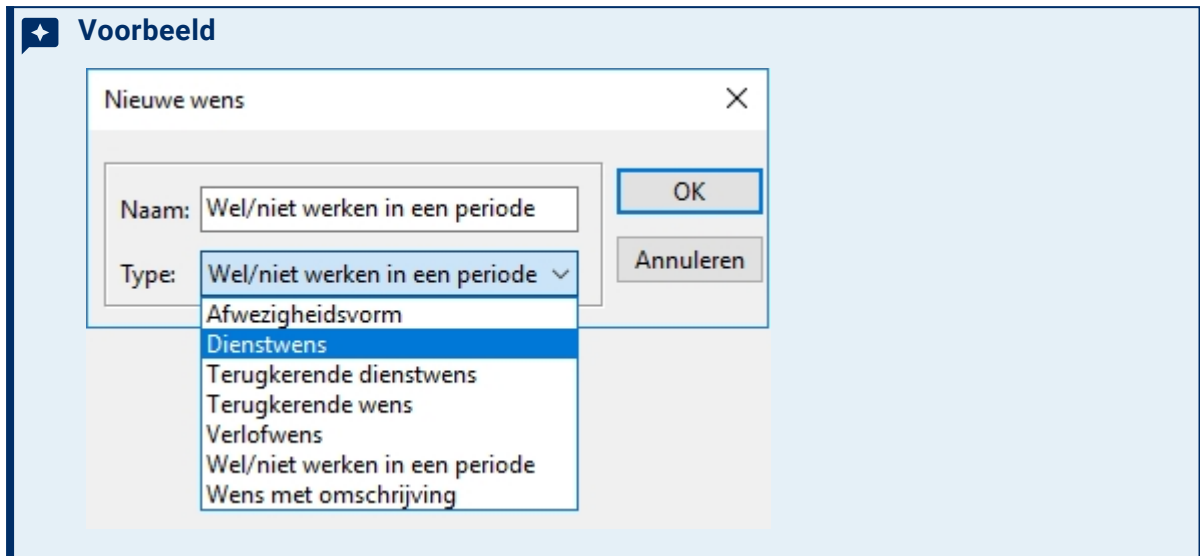 Voorbeeld
Nieuwe wens
Naam: Wel/niet werken in een periode
OK
Type: Wel/niet werken in een periode
Annuleren
Afwezigheidsvorm
Dienstwens
Terugkerende dienstwens
Terugkerende wens
Verlofwens
Wel/niet werken in een periode
Wens met omschrijving